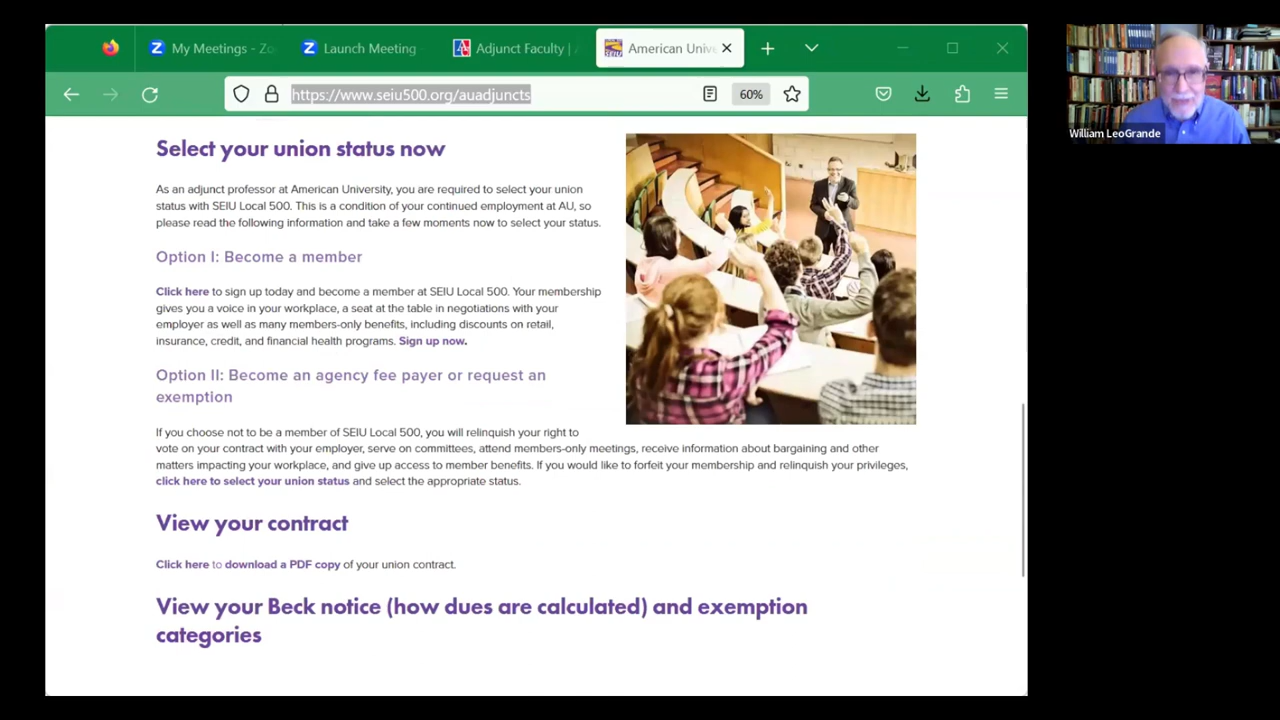 My Meetings - Zo
Launch Meeting -
Adjunct Faculty | A
American Unive
https://www.seiu500.org/auadjuncts
60%
William LeoGrande
Select your union status now
As an adjunct professor at American University, you are required to select your union
status with SEIU Local 500. This is a condition of your continued employment at AU, so
please read the following information and take a few moments now to select your status.
Option I: Become a member
Click here to sign up today and become a member at SEIU Local 500. Your membership
gives you a voice in your workplace, a seat at the table in negotiations with your
employer as well as many members-only benefits, including discounts on retail,
insurance, credit, and financial health programs. Sign up now.
Option II: Become an agency fee payer or request an
exemption
If you choose not to be a member of SEIU Local 500, you will relinquish your right to
vote on your contract with your employer, serve on committees, attend members-only meetings, receive information about bargaining and other
matters impacting your workplace, and give up access to member benefits. If you would like to forfeit your membership and relinquish your privileges,
click here to select your union status and select the appropriate status.
View your contract
Click here to download a PDF copy of your union contract.
View your Beck notice (how dues are calculated) and exemption
categories